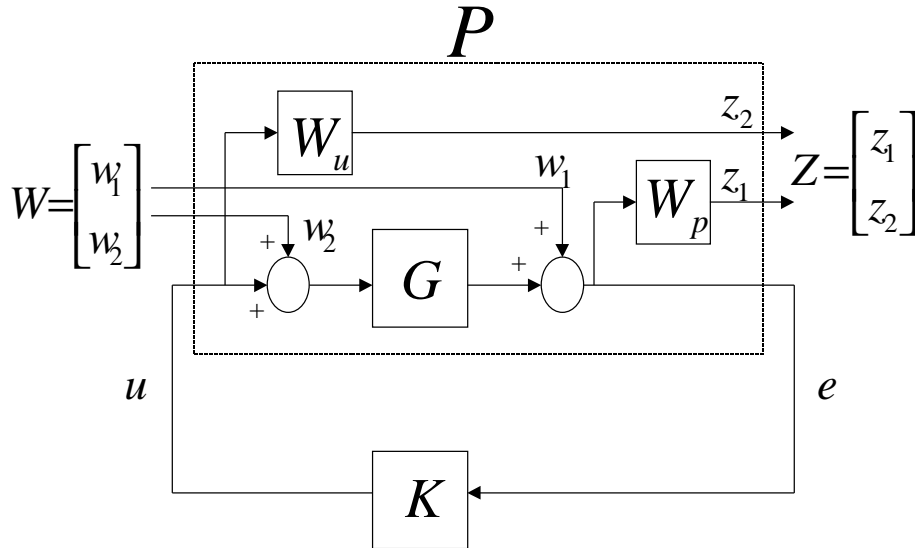 P
W_u
z_2
W=[w_1 w_2]
w_1
W_p
z_1
Z=[z_1 z_2]
+
w_2
+
+
+
G
u
e
K